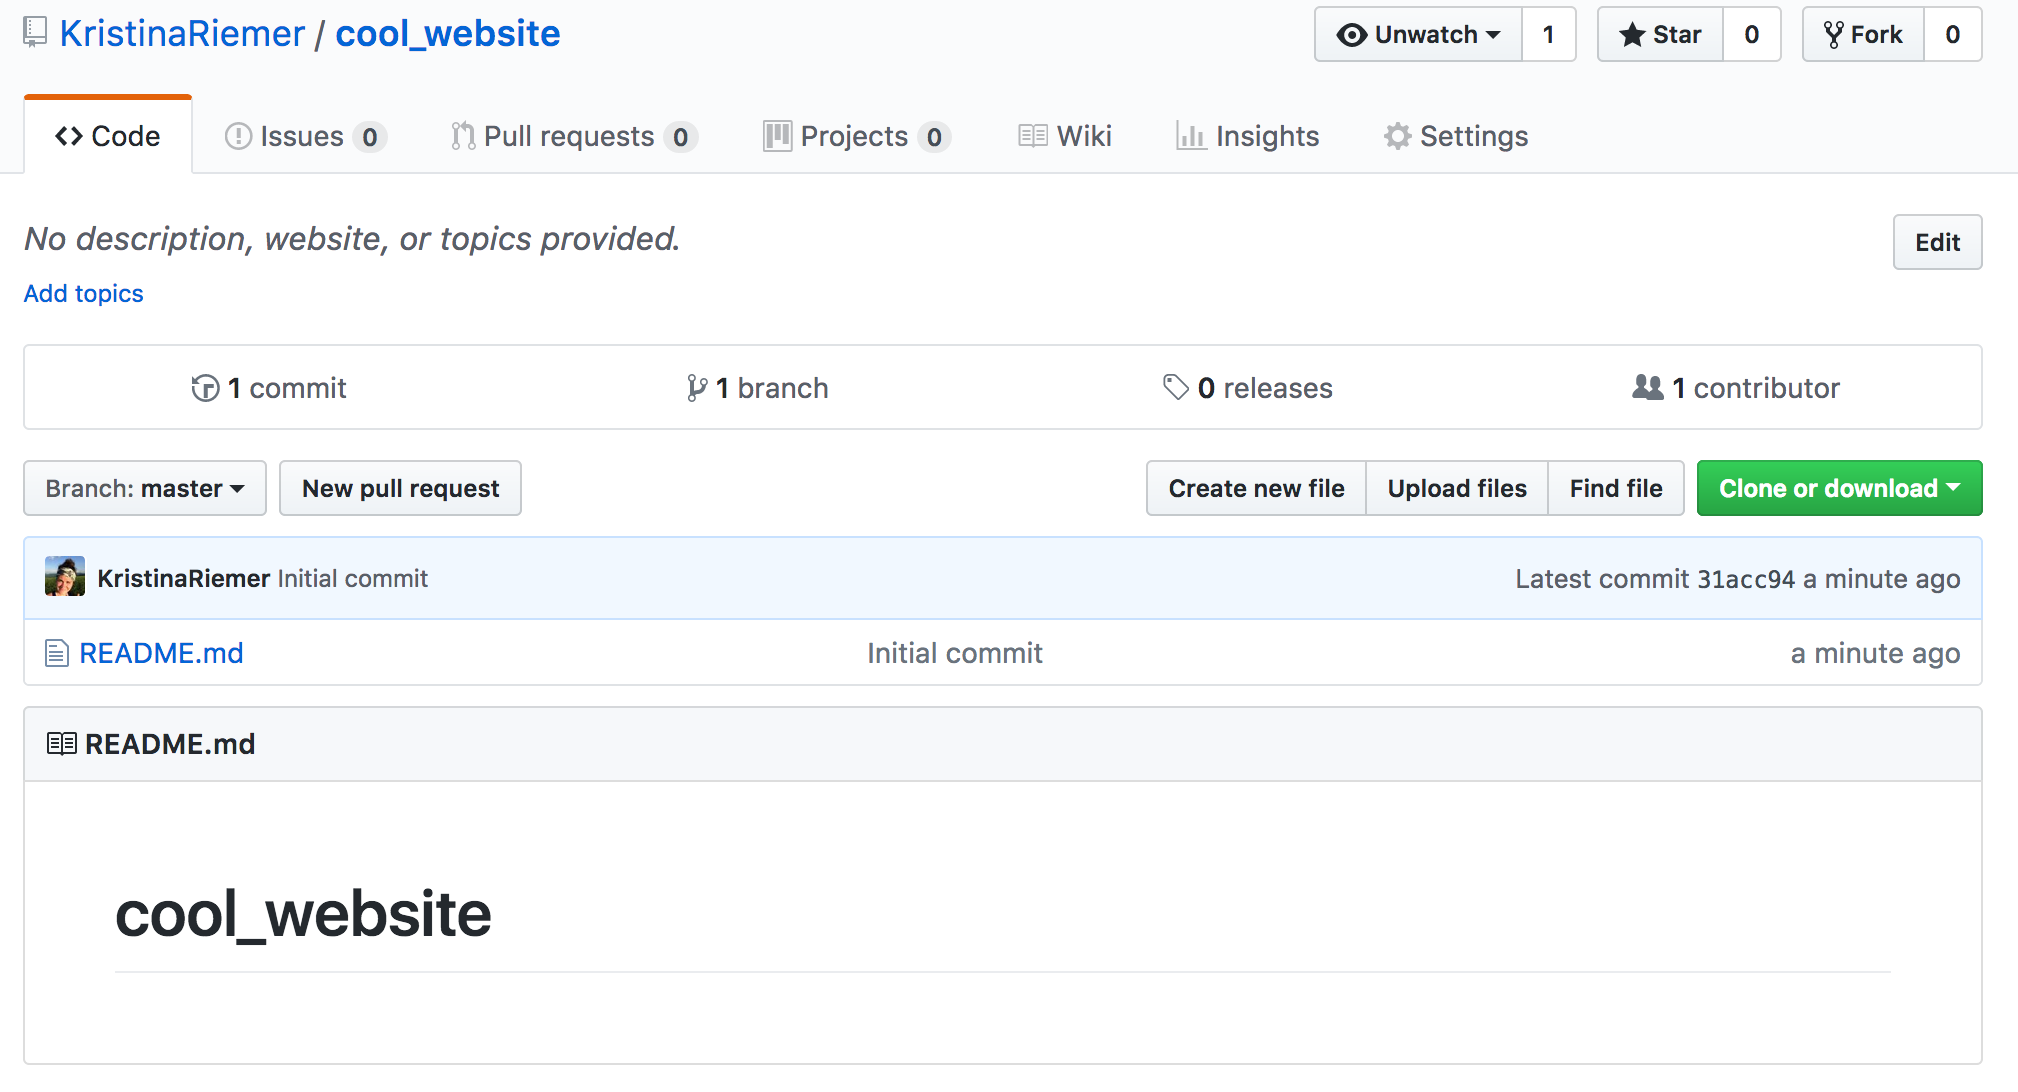 KristinaRiemer / cool_website
Unwatch 1 Star 0 Fork 0
Code Issues 0 Pull requests 0 Projects 0 Wiki Insights Settings
No description, website, or topics provided.
Edit
Add topics
1 commit 1 branch 0 releases 1 contributor
Branch: master New pull request Create new file Upload files Find file Clone or download
KristinaRiemer Initial commit Latest commit 31acc94 a minute ago
README.md Initial commit a minute ago
README.md
cool_website